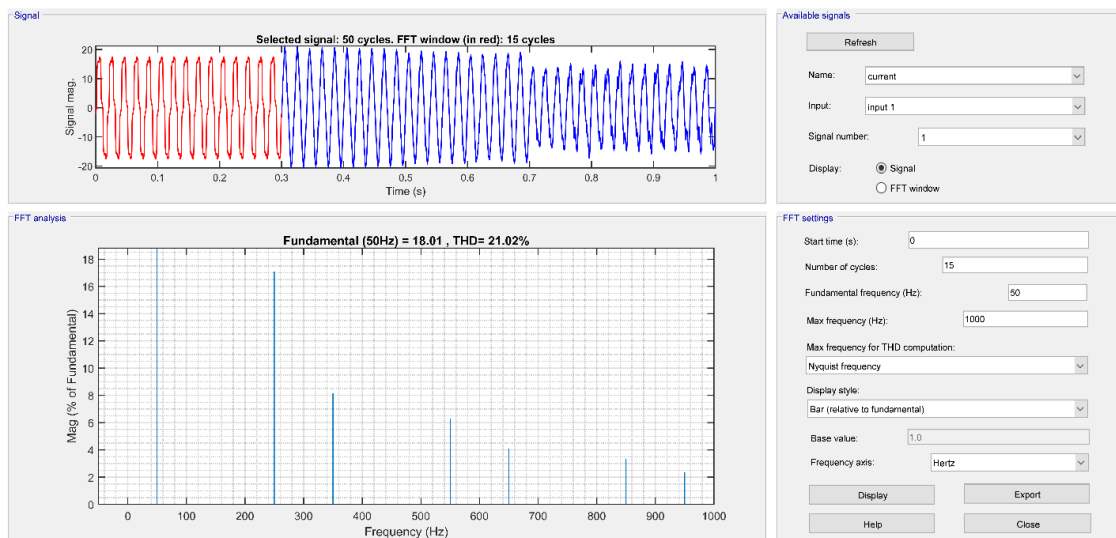 Signal
Selected signal: 50 cycles. FFT window (in red): 15 cycles
20
10
0
-10
-20
Signal mag.
0 0.1 0.2 0.3 0.4 0.5 0.6 0.7 0.8 0.9 1
Time (s)
Available signals
Refresh
Name: current
Input: input 1
Signal number: 1
Display: Signal
FFT window
FFT analysis
Fundamental (50Hz) = 18.01 , THD= 21.02%
18
16
14
12
10
8
6
4
2
0
Mag (% of Fundamental)
0 100 200 300 400 500 600 700 800 900 1000
Frequency (Hz)
FFT settings
Start time (s): 0
Number of cycles: 15
Fundamental frequency (Hz): 50
Max frequency (Hz): 1000
Max frequency for THD computation:
Nyquist frequency
Display style:
Bar (relative to fundamental)
Base value: 1.0
Frequency axis: Hertz
Display Export
Help Close